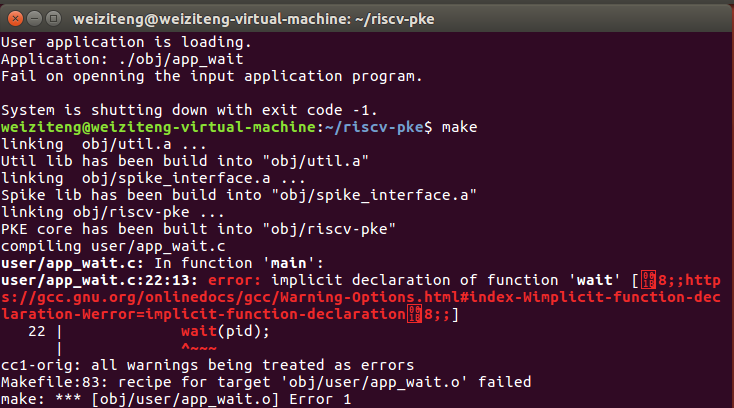 weiziteng@weiziteng-virtual-machine: ~/riscv-pke
User application is loading.
Application: ./obj/app_wait
Fail on openning the input application program.
System is shutting down with exit code -1.
weiziteng@weiziteng-virtual-machine:~/riscv-pke$ make
linking  obj/util.a ...
Util lib has been build into "obj/util.a"
linking  obj/spike_interface.a ...
Spike lib has been build into "obj/spike_interface.a"
linking obj/riscv-pke ...
PKE core has been built into "obj/riscv-pke"
compiling user/app_wait.c
user/app_wait.c: In function 'main':
user/app_wait.c:22:13: error: implicit declaration of function 'wait' [8;;http
s://gcc.gnu.org/onlinedocs/gcc/Warning-Options.html#index-Wimplicit-function-dec
laration-Werror=implicit-function-declaration8;;]
   22 |             wait(pid);
      |             ^~~~
cc1-orig: all warnings being treated as errors
Makefile:83: recipe for target 'obj/user/app_wait.o' failed
make: *** [obj/user/app_wait.o] Error 1